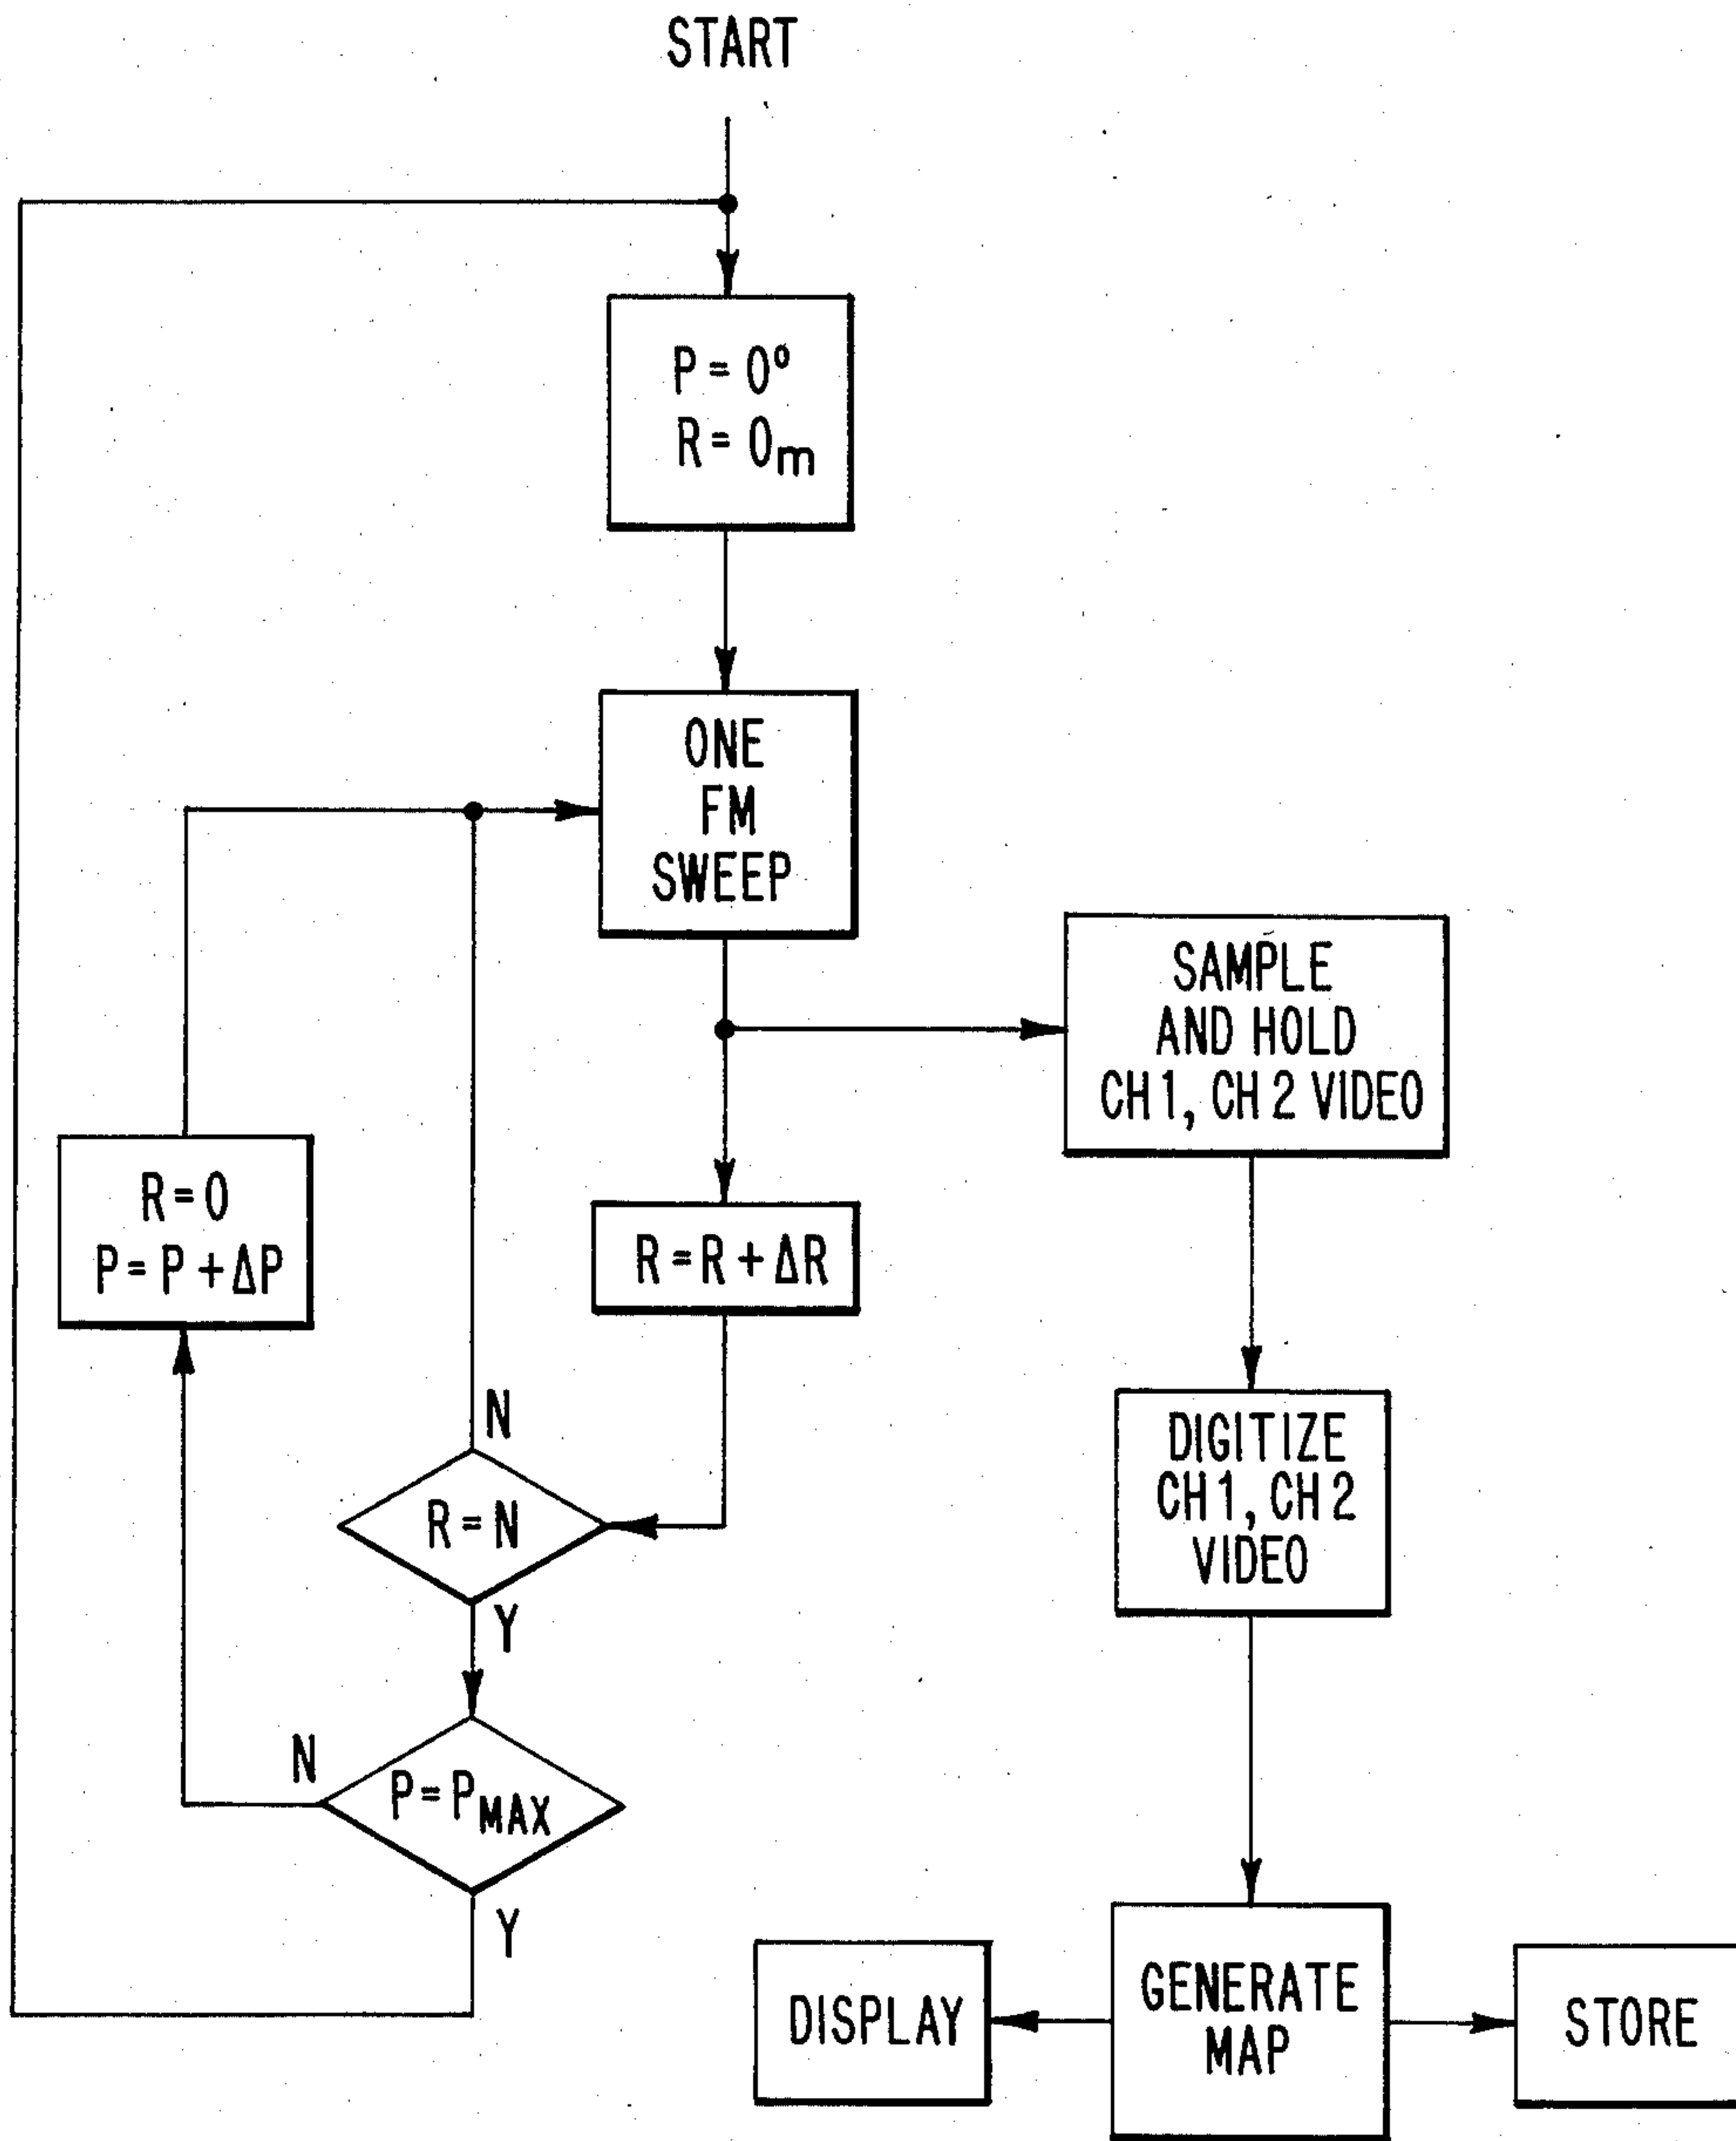 START
P = 0°
R = 0m
ONE
FM
SWEEP
SAMPLE
AND HOLD
CH 1, CH 2 VIDEO
R = 0
P = P + ΔP
R = R + ΔR
N
R = N
Y
DIGITIZE
CH 1, CH 2
VIDEO
N
P = PMAX
Y
DISPLAY
GENERATE
MAP
STORE